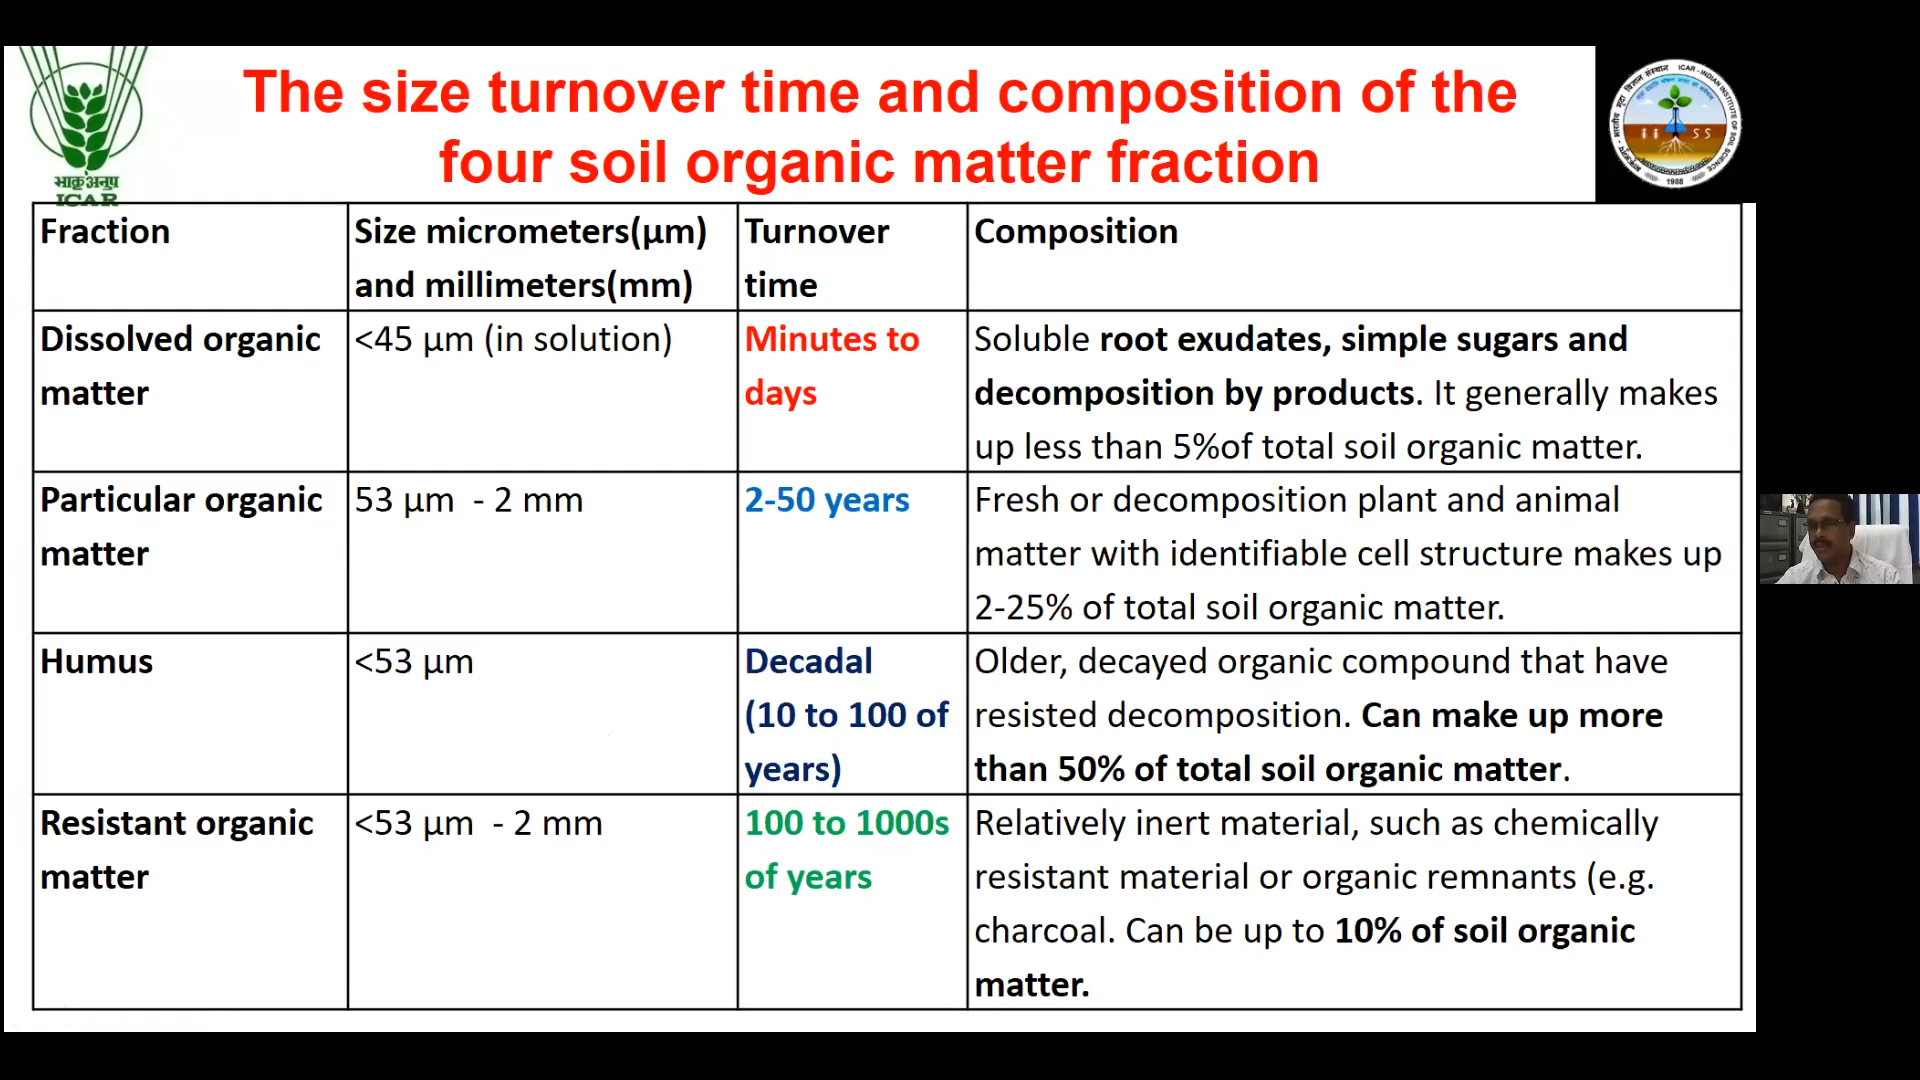 The size turnover time and composition of the
four soil organic matter fraction
भाकृअनुप
ICAR
ICAR - INDIAN INSTITUTE OF SOIL SCIENCE
1988
Fraction
Size micrometers(µm)
and millimeters(mm)
Turnover
time
Composition
Dissolved organic
matter
<45 µm (in solution)
Minutes to
days
Soluble root exudates, simple sugars and
decomposition by products. It generally makes
up less than 5%of total soil organic matter.
Particular organic
matter
53 µm  - 2 mm
2-50 years
Fresh or decomposition plant and animal
matter with identifiable cell structure makes up
2-25% of total soil organic matter.
Humus
<53 µm
Decadal
(10 to 100 of
years)
Older, decayed organic compound that have
resisted decomposition. Can make up more
than 50% of total soil organic matter.
Resistant organic
matter
<53 µm  - 2 mm
100 to 1000s
of years
Relatively inert material, such as chemically
resistant material or organic remnants (e.g.
charcoal. Can be up to 10% of soil organic
matter.